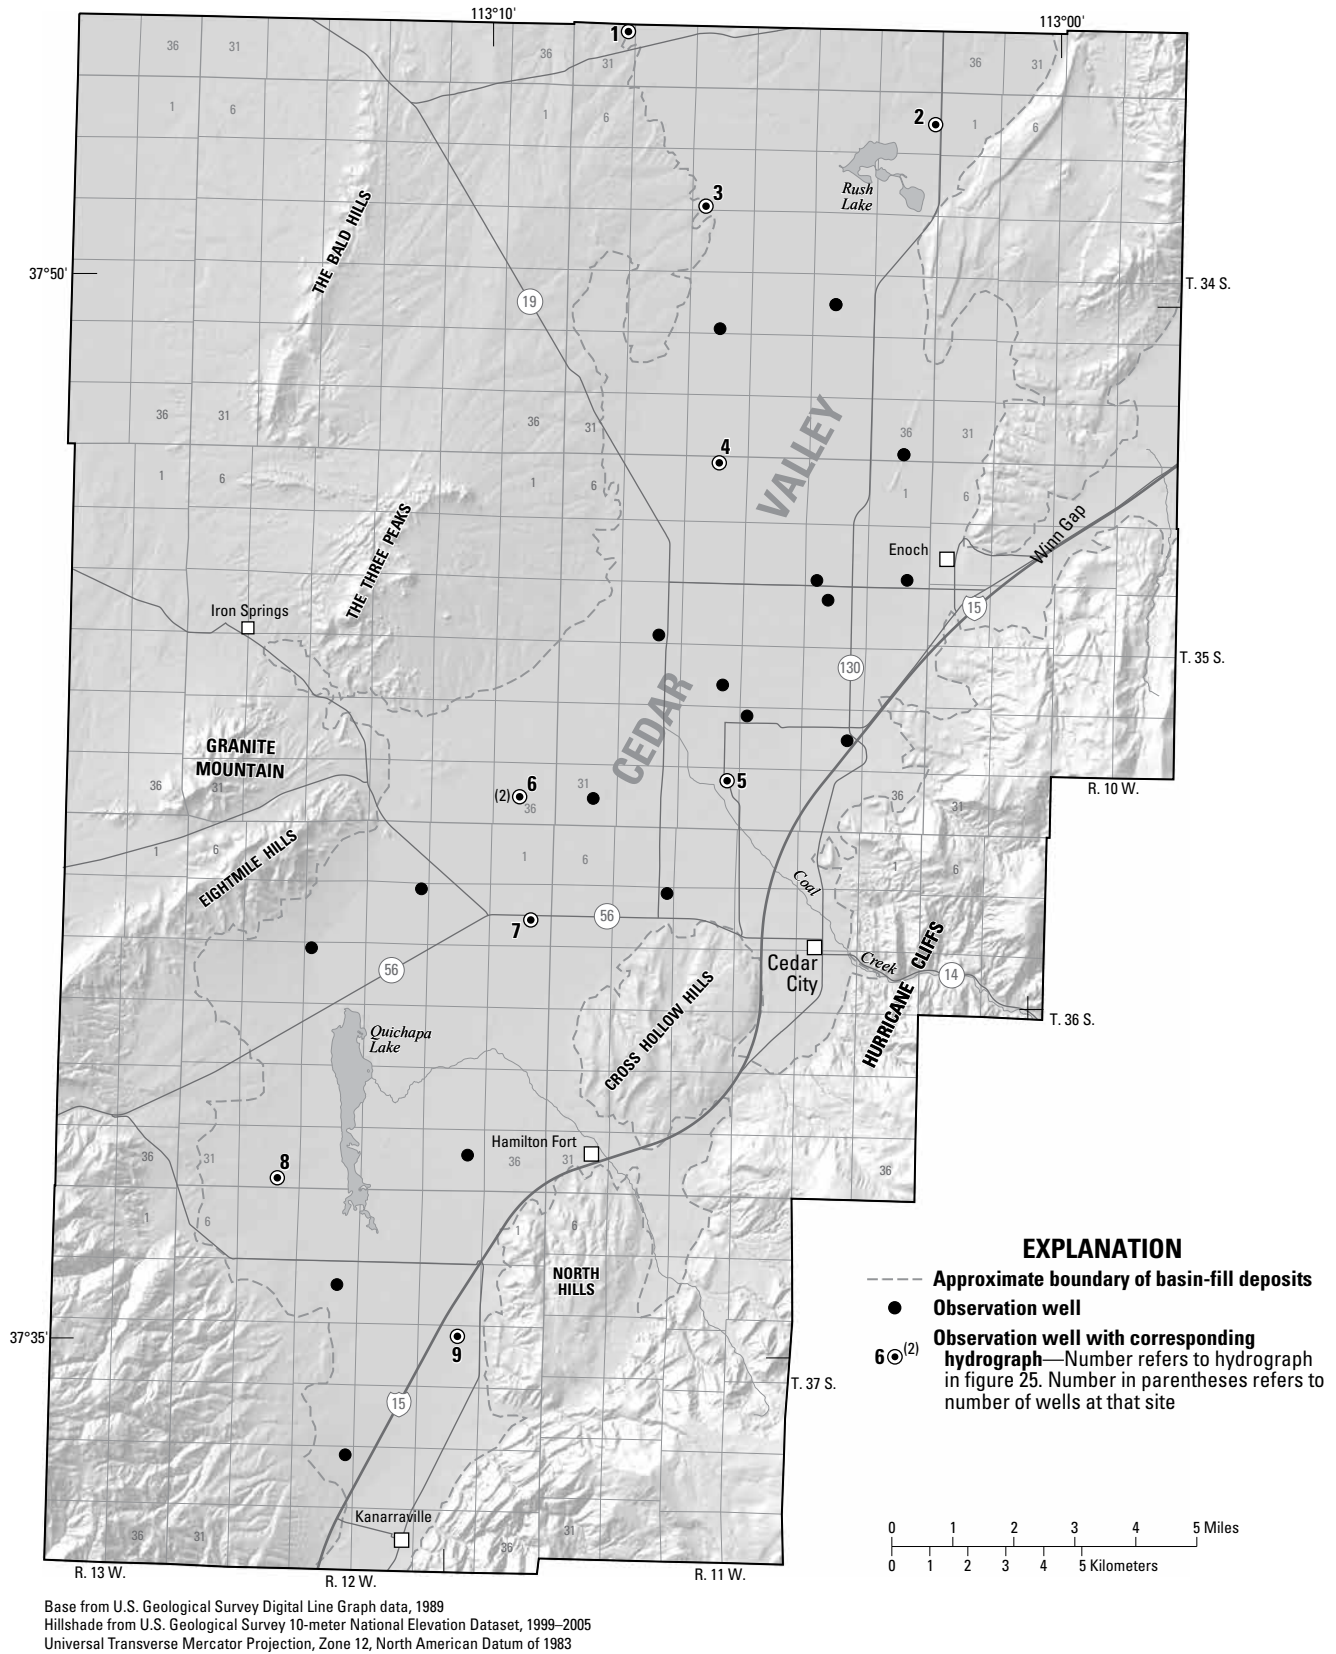 113°10'
113°00'
1
36
31
36
31
36
31
2
1
6
1
6
1
6
Rush
Lake
3
THE BALD HILLS
37°50'
T. 34 S.
19
VALLEY
36
31
36
31
36
31
4
1
6
1
6
1
6
THE THREE PEAKS
Winn Gap
Enoch
Iron Springs
15
T. 35 S.
130
CEDAR
GRANITE
MOUNTAIN
5
6
(2)
36
31
36
31
36
31
R. 10 W.
EIGHTMILE HILLS
1
6
1
6
1
6
Coal
7
56
56
Cedar
City
Creek
HURRICANE CLIFFS
14
T. 36 S.
Quichapa
Lake
CROSS HOLLOW HILLS
Hamilton Fort
36
31
36
31
36
8
1
6
1
6
NORTH
HILLS
37°35'
9
T. 37 S.
15
Kanarraville
36
31
36
31
R. 13 W.
R. 12 W.
R. 11 W.
EXPLANATION
Approximate boundary of basin-fill deposits
Observation well
6 (2) Observation well with corresponding
hydrograph—Number refers to hydrograph
in figure 25. Number in parentheses refers to
number of wells at that site
0 1 2 3 4 5 Miles
0 1 2 3 4 5 Kilometers
Base from U.S. Geological Survey Digital Line Graph data, 1989
Hillshade from U.S. Geological Survey 10-meter National Elevation Dataset, 1999–2005
Universal Transverse Mercator Projection, Zone 12, North American Datum of 1983